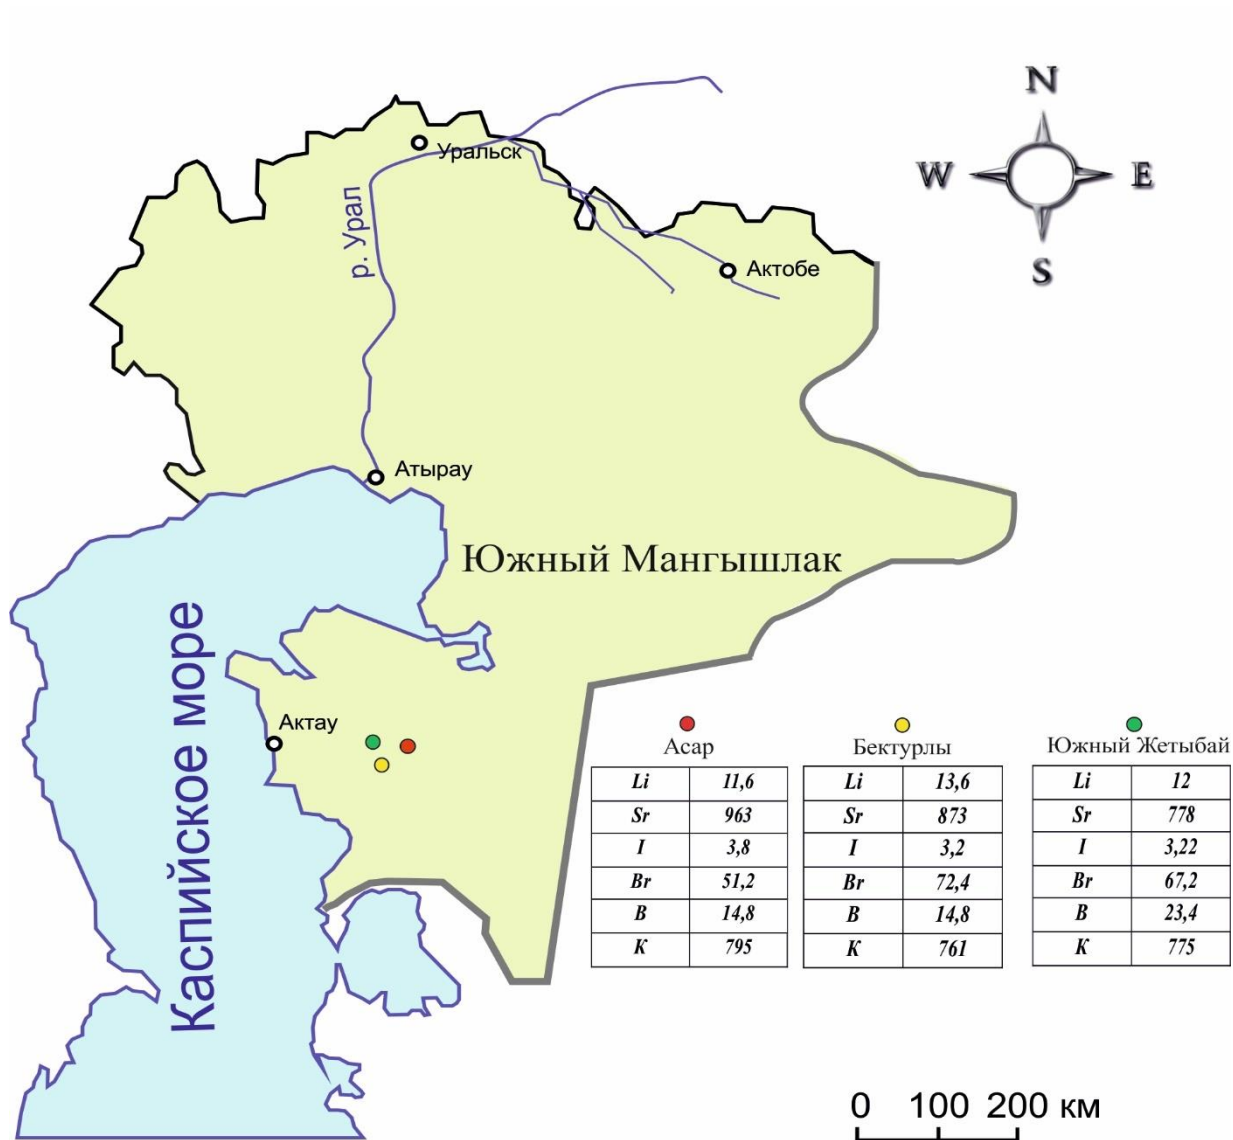 N
W E
S
Уральск
р. Урал
Актобе
Атырау
Южный Мангышлак
Каспийское море
Актау
Асар
Li 11,6
Sr 963
I 3,8
Br 51,2
B 14,8
K 795
Бектурлы
Li 13,6
Sr 873
I 3,2
Br 72,4
B 14,8
K 761
Южный Жетыбай
Li 12
Sr 778
I 3,22
Br 67,2
B 23,4
K 775
0 100 200 км